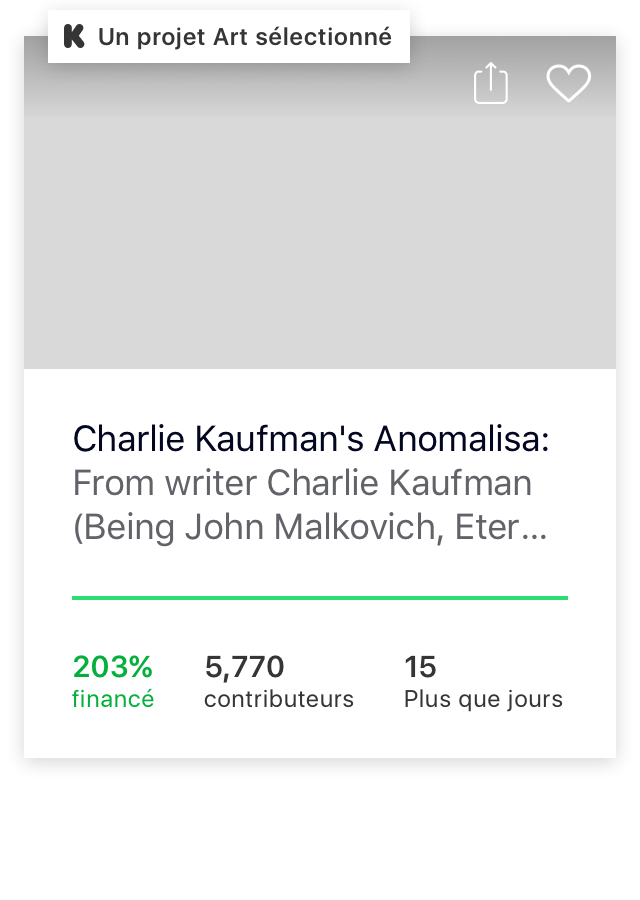 Un projet Art sélectionné
Charlie Kaufman's Anomalisa:
From writer Charlie Kaufman
(Being John Malkovich, Eter...
203% 5,770 15
financé contributeurs Plus que jours